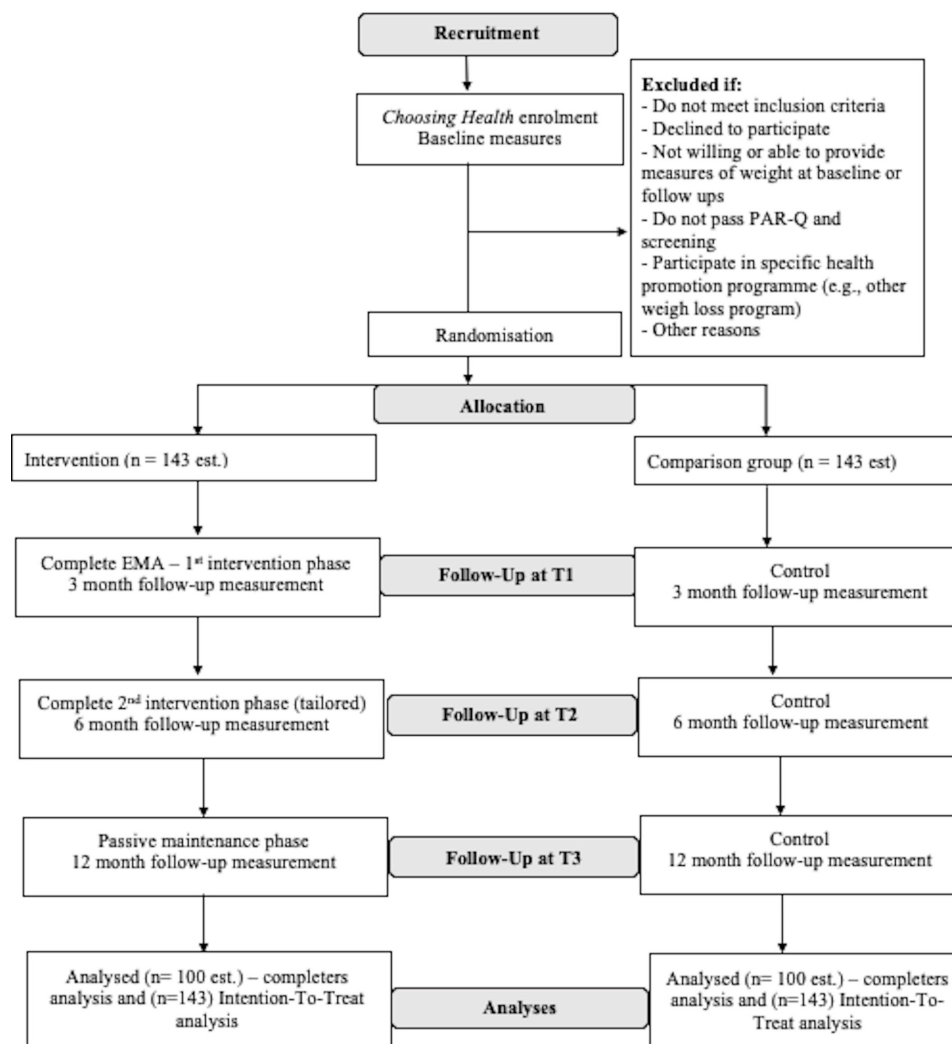 Recruitment
Choosing Health enrolment
Baseline measures
Excluded if:
- Do not meet inclusion criteria
- Declined to participate
- Not willing or able to provide
measures of weight at baseline or
follow ups
- Do not pass PAR-Q and
screening
- Participate in specific health
promotion programme (e.g., other
weigh loss program)
- Other reasons
Randomisation
Allocation
Intervention (n = 143 est.)
Comparison group (n = 143 est)
Complete EMA – 1st intervention phase
3 month follow-up measurement
Follow-Up at T1
Control
3 month follow-up measurement
Complete 2nd intervention phase (tailored)
6 month follow-up measurement
Follow-Up at T2
Control
6 month follow-up measurement
Passive maintenance phase
12 month follow-up measurement
Follow-Up at T3
Control
12 month follow-up measurement
Analysed (n= 100 est.) – completers
analysis and (n=143) Intention-To-Treat
analysis
Analyses
Analysed (n= 100 est.) – completers
analysis and (n=143) Intention-To-
Treat analysis